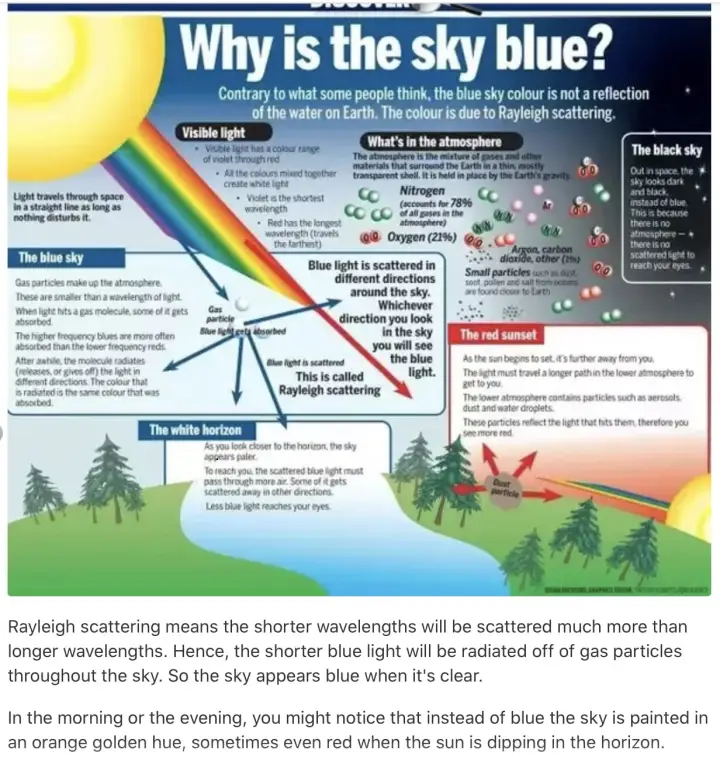 DISCOVER
Why is the sky blue?
Contrary to what some people think, the blue sky colour is not a reflection
of the water on Earth. The colour is due to Rayleigh scattering.
Visible light
• Visible light has a colour range
of violet through red
• All the colours mixed together
create white light
• Violet is the shortest
wavelength
• Red has the longest
wavelength (travels
the farthest)
Light travels through space
in a straight line as long as
nothing disturbs it.
What's in the atmosphere
The atmosphere is the mixture of gases and other
materials that surround the Earth in a thin, mostly
transparent shell. It is held in place by the Earth's gravity.
Nitrogen
(accounts for 78%
of all gases in the
atmosphere)
Oxygen (21%)
Ar
Argon, carbon
dioxide, other (1%)
Small particles such as dust,
soot, pollen and salt from oceans
are found closer to Earth
The black sky
Out in space, the
sky looks dark
and black,
instead of blue.
This is because
there is no
atmosphere –
there is no
scattered light to
reach your eyes.
The blue sky
Gas particles make up the atmosphere.
These are smaller than a wavelength of light.
When light hits a gas molecule, some of it gets
absorbed.
The higher frequency blues are more often
absorbed than the lower frequency reds.
After awhile, the molecule radiates
(releases, or gives off) the light in
different directions. The colour that
is radiated is the same colour that was
absorbed.
Gas
particle
Blue light gets absorbed
Blue light is scattered
This is called
Rayleigh scattering
Blue light is scattered in
different directions
around the sky.
Whichever
direction you look
in the sky
you will see
the blue
light.
The red sunset
As the sun begins to set, it's further away from you.
The light must travel a longer path in the lower atmosphere to
get to you.
The lower atmosphere contains particles such as aerosols,
dust and water droplets.
These particles reflect the light that hits them, therefore you
see more red.
Dust
particle
The white horizon
As you look closer to the horizon, the sky
appears paler.
To reach you, the scattered blue light must
pass through more air. Some of it gets
scattered away in other directions.
Less blue light reaches your eyes.
Rayleigh scattering means the shorter wavelengths will be scattered much more than
longer wavelengths. Hence, the shorter blue light will be radiated off of gas particles
throughout the sky. So the sky appears blue when it's clear.
In the morning or the evening, you might notice that instead of blue the sky is painted in
an orange golden hue, sometimes even red when the sun is dipping in the horizon.